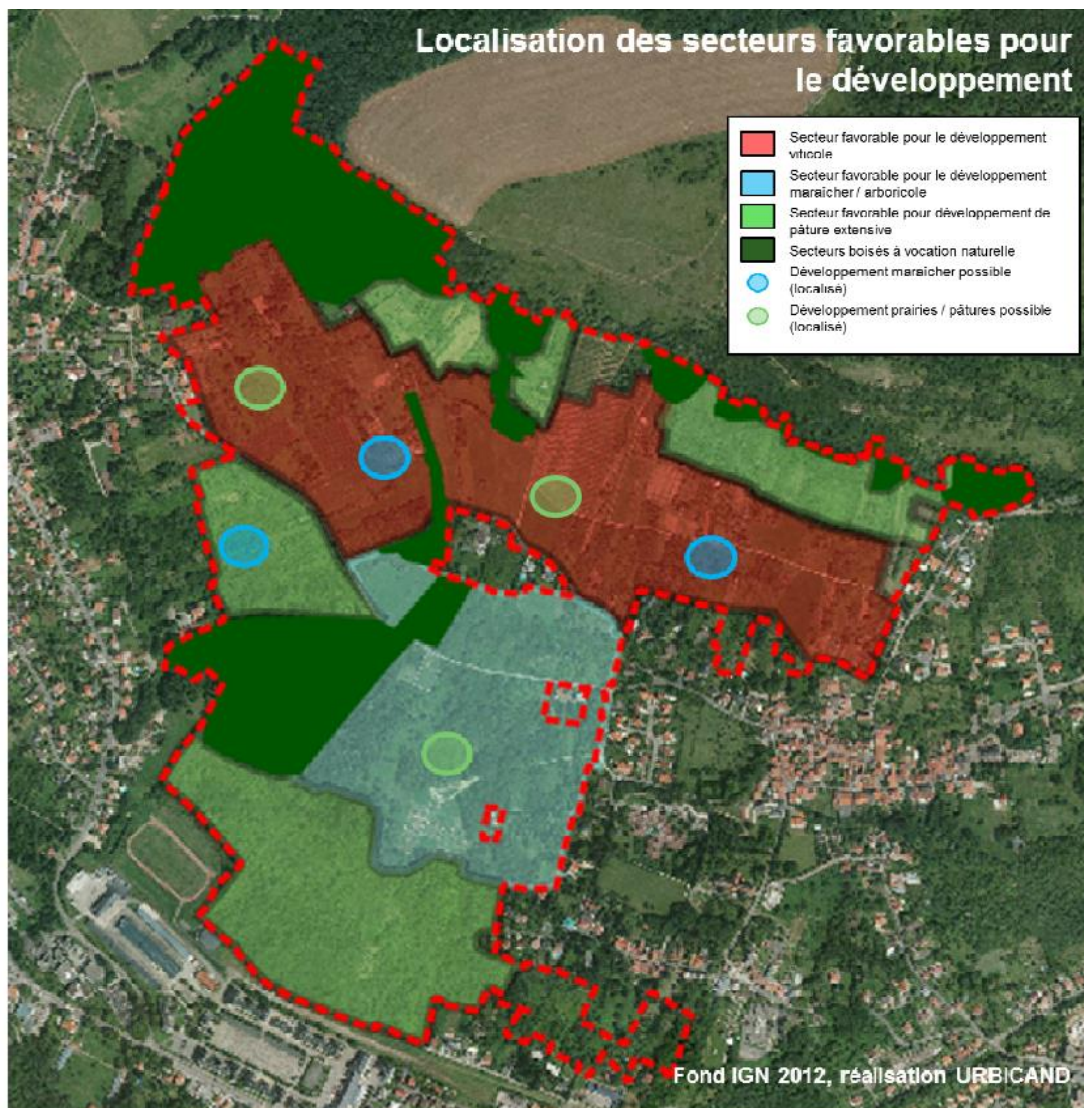 Localisation des secteurs favorables pour
le développement
Secteur favorable pour le développement
viticole
Secteur favorable pour le développement
maraîcher / arboricole
Secteur favorable pour développement de
pâture extensive
Secteurs boisés à vocation naturelle
Développement maraîcher possible
(localisé)
Développement prairies / pâtures possible
(localisé)
Fond IGN 2012, réalisation URBICAND